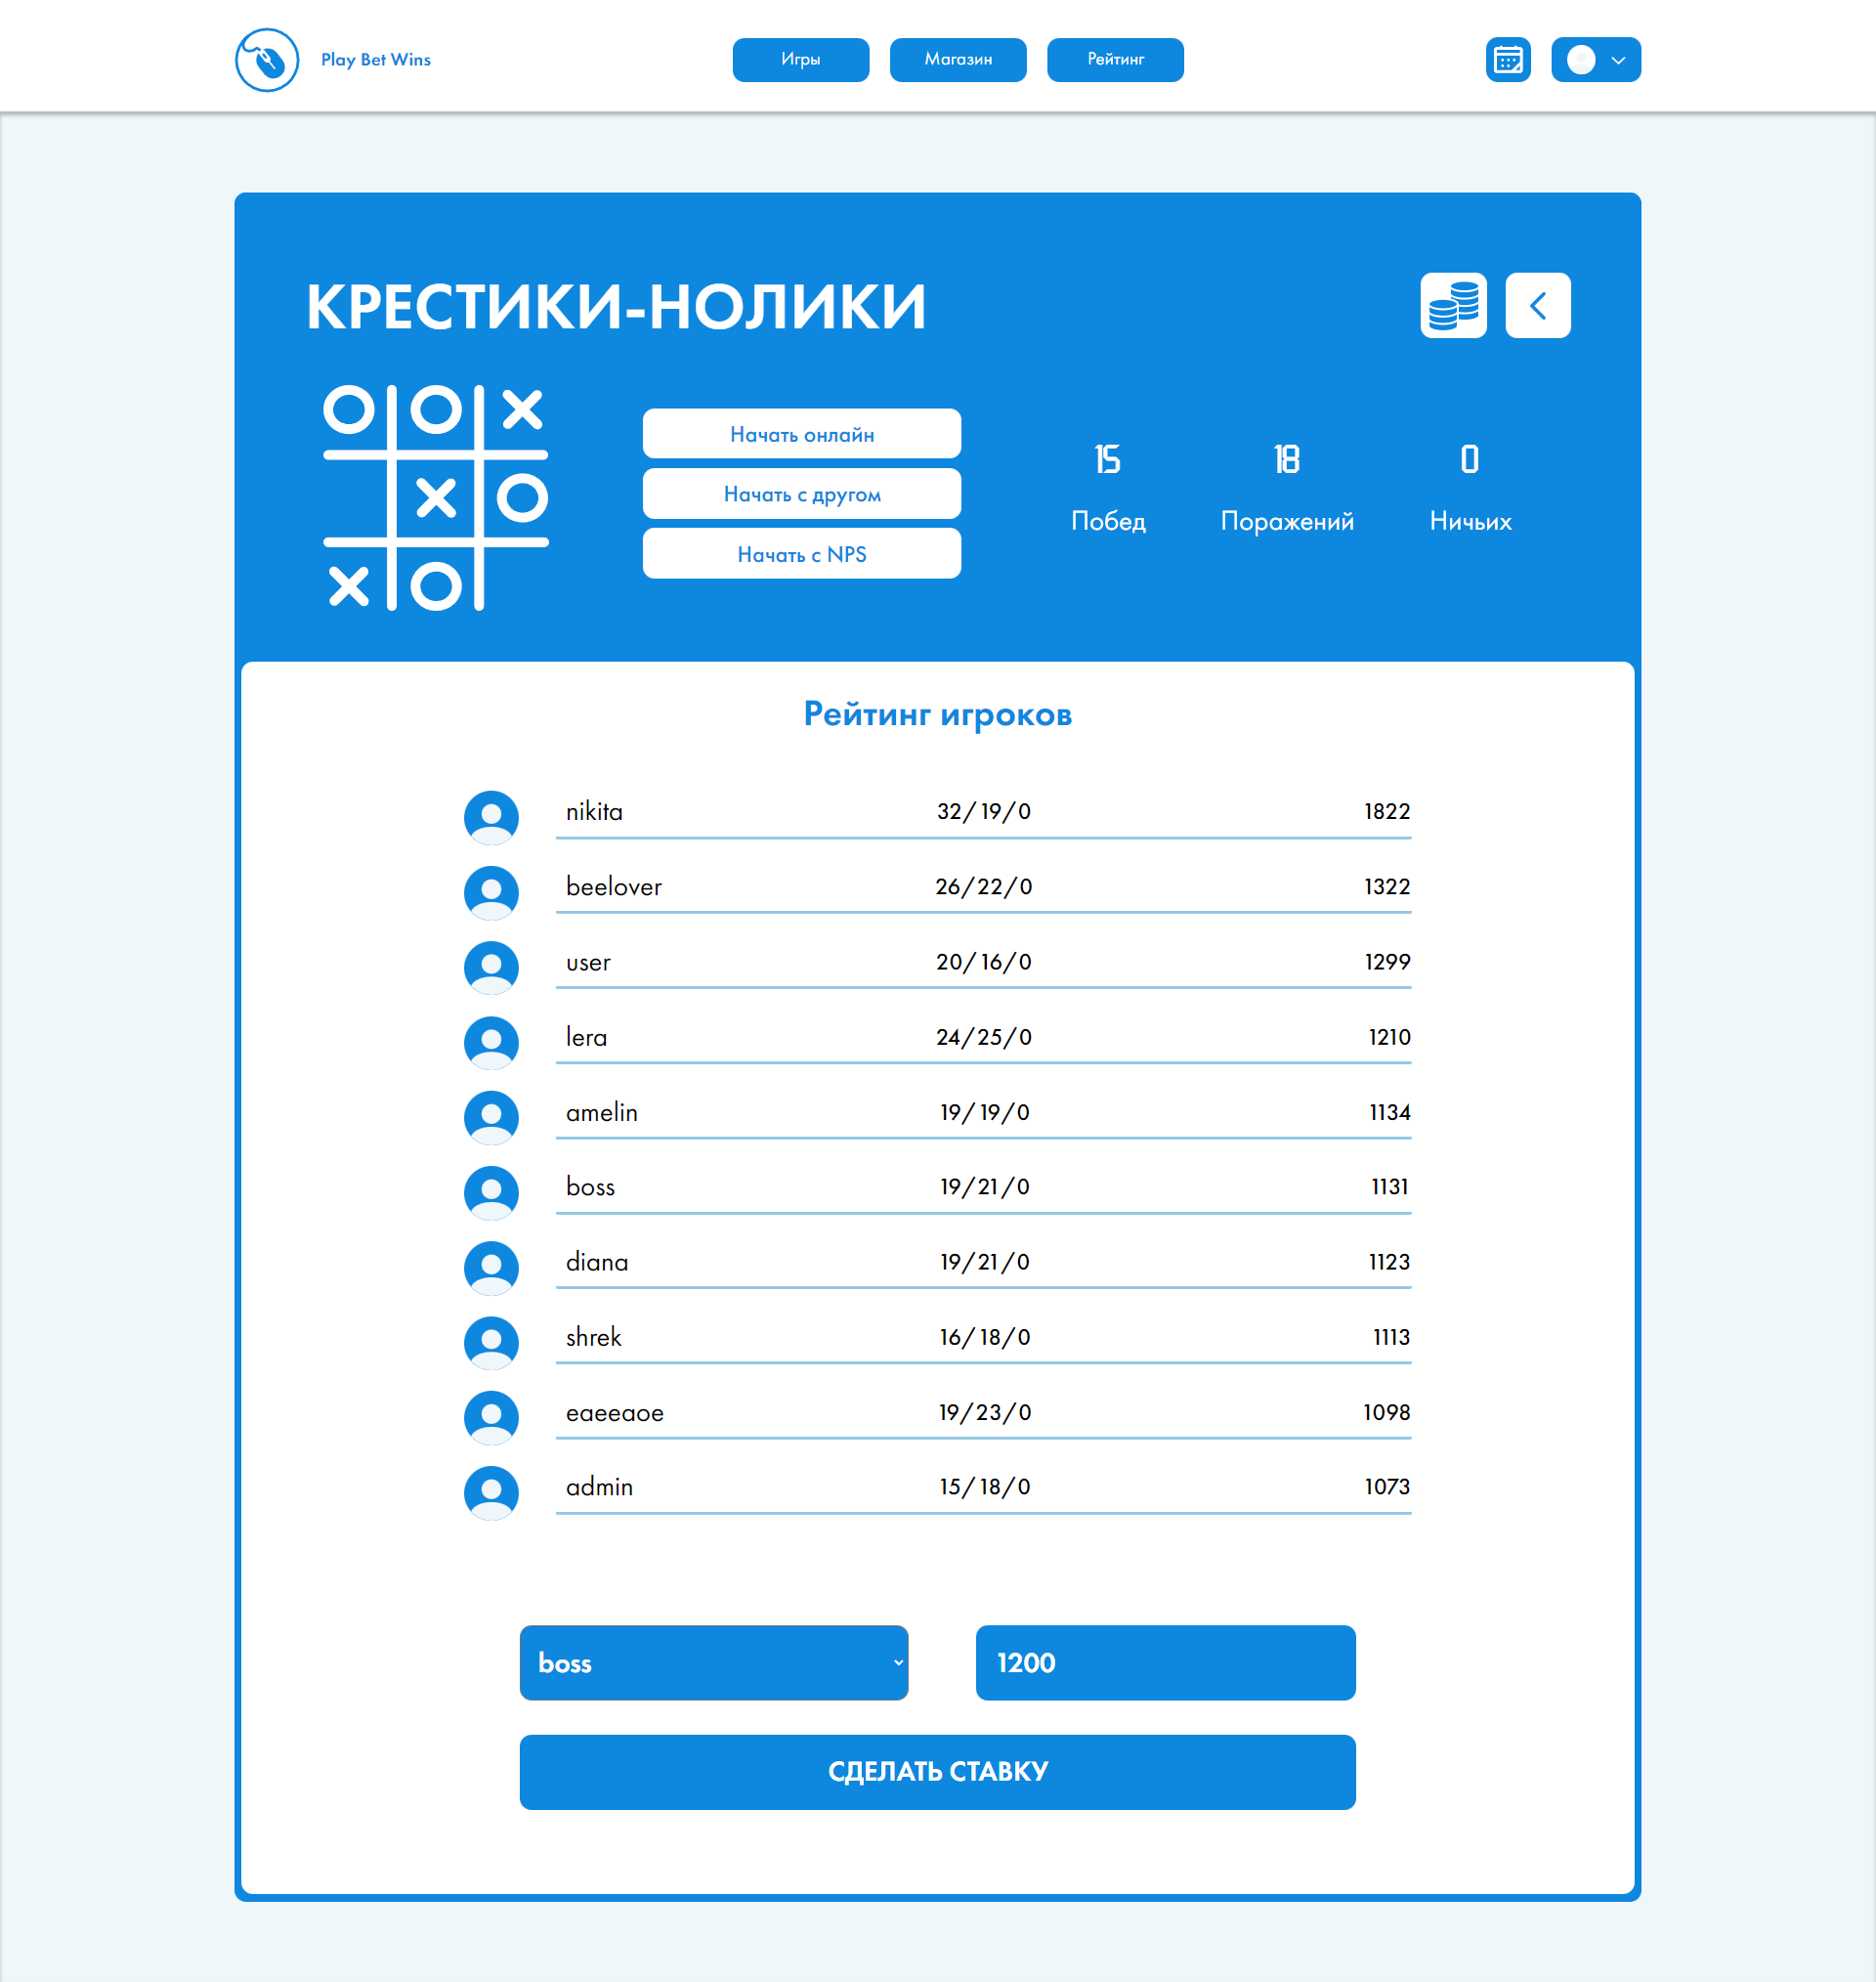 Play Bet Wins
Игры
Магазин
Рейтинг
КРЕСТИКИ-НОЛИКИ
Начать онлайн
Начать с другом
Начать с NPS
15 18 0
Побед Поражений Ничьих
Рейтинг игроков
nikita 32/19/0 1822
beelover 26/22/0 1322
user 20/16/0 1299
lera 24/25/0 1210
amelin 19/19/0 1134
boss 19/21/0 1131
diana 19/21/0 1123
shrek 16/18/0 1113
eaeeaoe 19/23/0 1098
admin 15/18/0 1073
boss 1200
СДЕЛАТЬ СТАВКУ